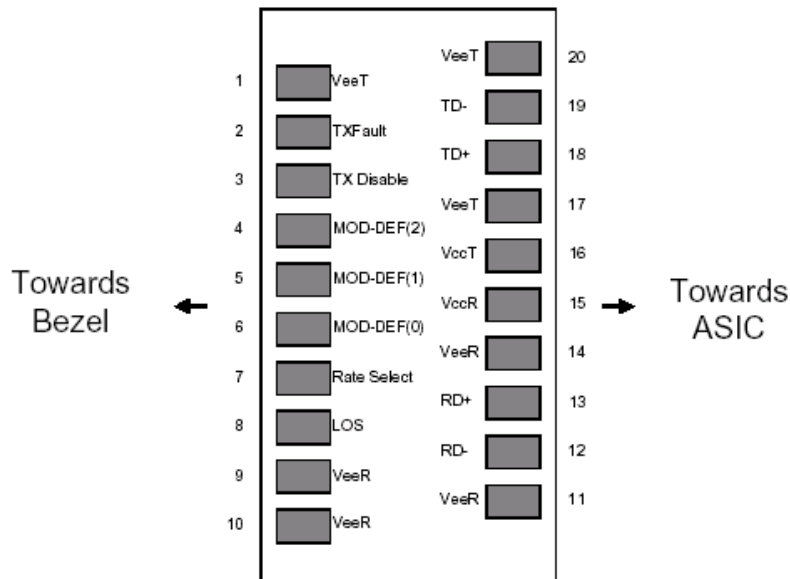 VeeT 20
1 VeeT
TD- 19
2 TXFault
TD+ 18
3 TX Disable
VeeT 17
4 MOD-DEF(2)
VccT 16
5 MOD-DEF(1)
Towards
Bezel
VccR 15
Towards
ASIC
6 MOD-DEF(0)
VeeR 14
7 Rate Select
RD+ 13
8 LOS
RD- 12
9 VeeR
VeeR 11
10 VeeR